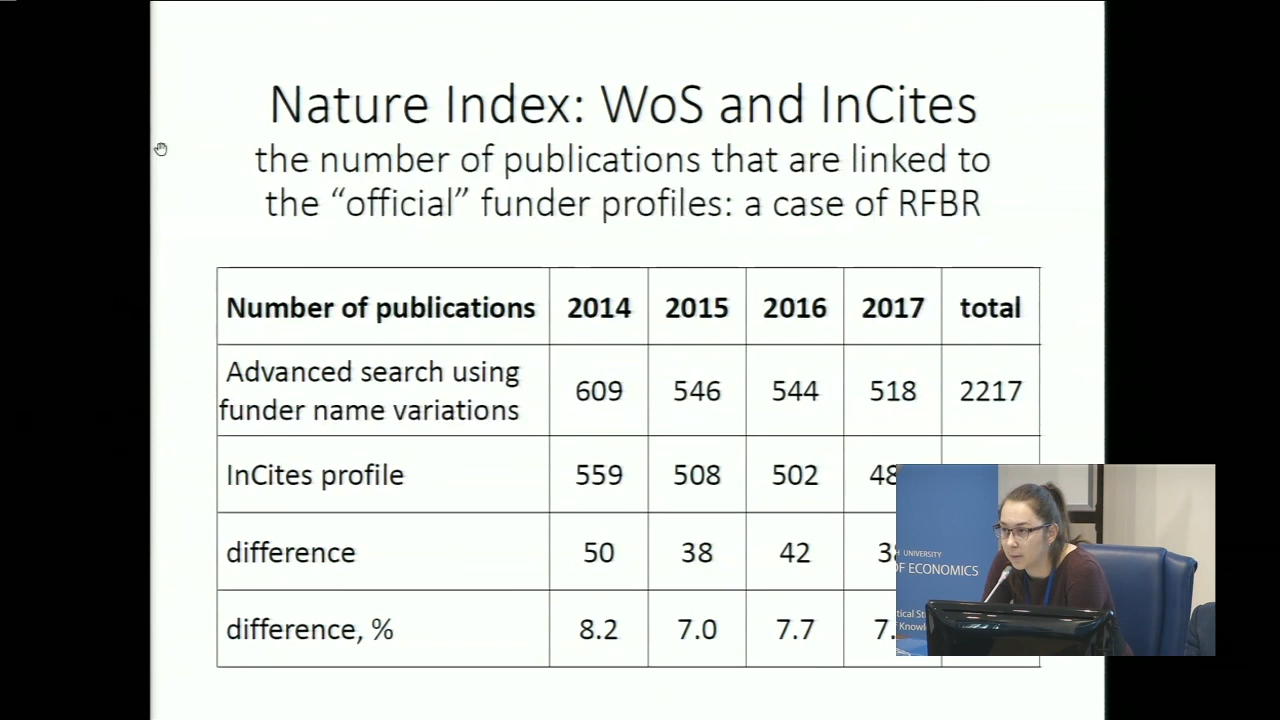 Nature Index: WoS and InCites
the number of publications that are linked to
the “official” funder profiles: a case of RFBR
Number of publications 2014 2015 2016 2017 total
Advanced search using
funder name variations 609 546 544 518 2217
InCites profile 559 508 502 48
difference 50 38 42
difference, % 8.2 7.0 7.7 7.
UNIVERSITY
OF ECONOMICS